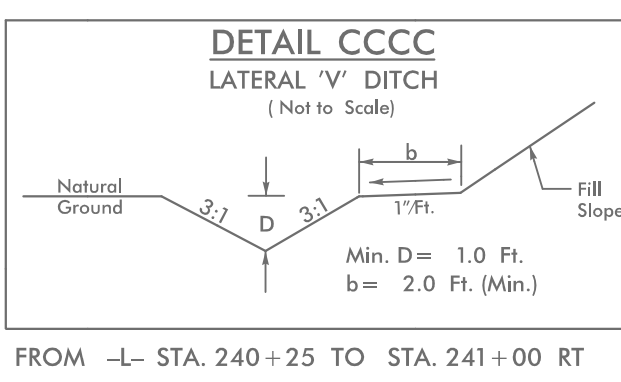 DETAIL CCCC
LATERAL 'V' DITCH
( Not to Scale)
b
Natural
Ground
3:1
D
3:1
1"/Ft.
Fill
Slope
Min. D= 1.0 Ft.
b= 2.0 Ft. (Min.)
FROM -L- STA. 240+25 TO STA. 241+00 RT